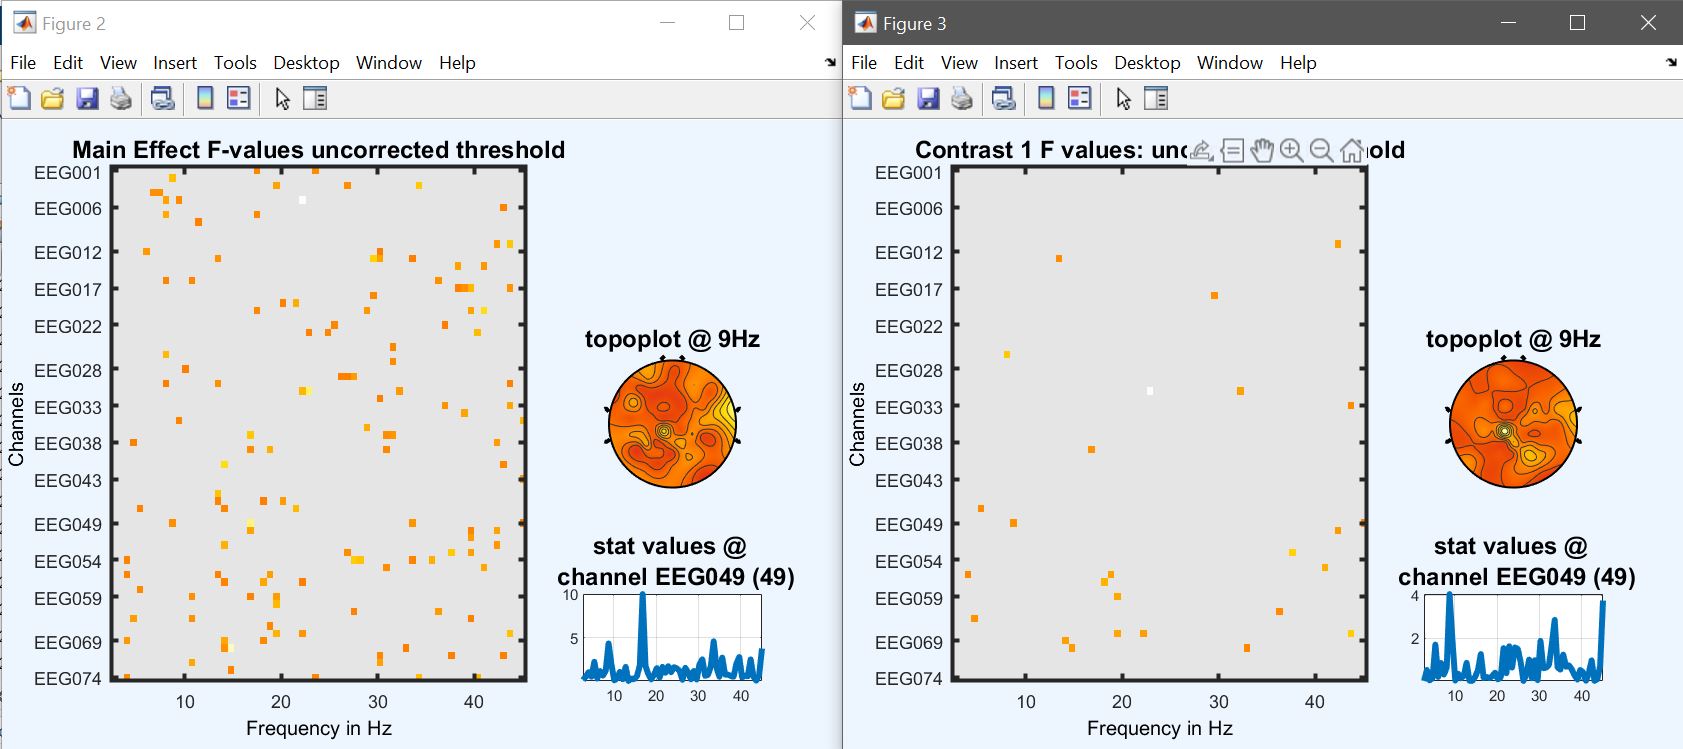 Figure 2
File Edit View Insert Tools Desktop Window Help
Main Effect F-values uncorrected threshold
EEG001
EEG006
EEG012
EEG017
EEG022
EEG028
EEG033
EEG038
EEG043
EEG049
EEG054
EEG059
EEG069
EEG074
Channels
10 20 30 40
Frequency in Hz
topoplot @ 9Hz
stat values @
channel EEG049 (49)
10
5
10 20 30 40
Figure 3
File Edit View Insert Tools Desktop Window Help
Contrast 1 F values: unc old
EEG001
EEG006
EEG012
EEG017
EEG022
EEG028
EEG033
EEG038
EEG043
EEG049
EEG054
EEG059
EEG069
EEG074
Channels
10 20 30 40
Frequency in Hz
topoplot @ 9Hz
stat values @
channel EEG049 (49)
4
2
10 20 30 40